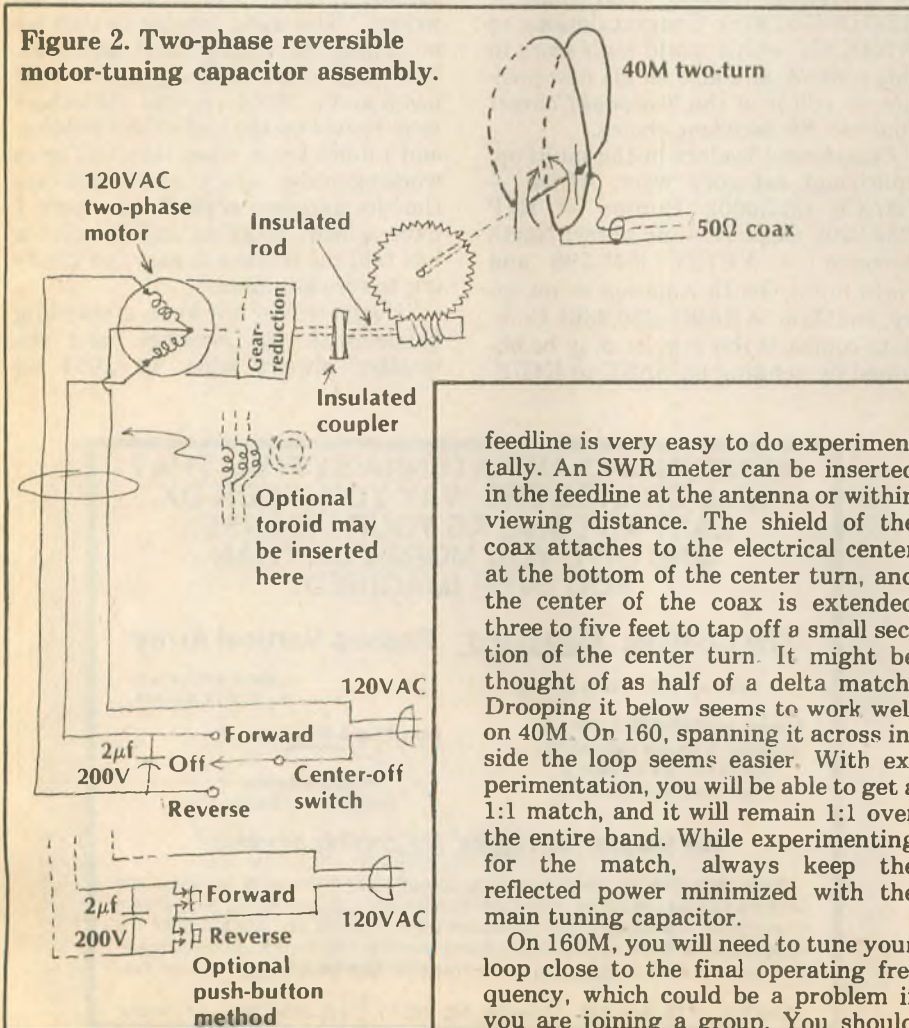 Figure 2. Two-phase reversible
motor-tuning capacitor assembly.
40M two-turn
120VAC
two-phase
motor
Insulated
rod
50Ω coax
Gear-
reduction
Insulated
coupler
Optional
toroid may
be inserted
here
120VAC
Forward
2μf
200V
Off
Center-off
switch
Reverse
2μf
200V
Forward
Reverse
120VAC
Optional
push-button
method
feedline is very easy to do experimen
tally. An SWR meter can be inserted
in the feedline at the antenna or within
viewing distance. The shield of the
coax attaches to the electrical center
at the bottom of the center turn, and
the center of the coax is extended
three to five feet to tap off a small sec
tion of the center turn. It might be
thought of as half of a delta match.
Drooping it below seems to work wel
on 40M. On 160, spanning it across in
side the loop seems easier. With ex
perimentation, you will be able to get a
1:1 match, and it will remain 1:1 over
the entire band. While experimenting
for the match, always keep the
reflected power minimized with the
main tuning capacitor.
On 160M, you will need to tune your
loop close to the final operating fre
quency, which could be a problem if
you are joining a group. You should